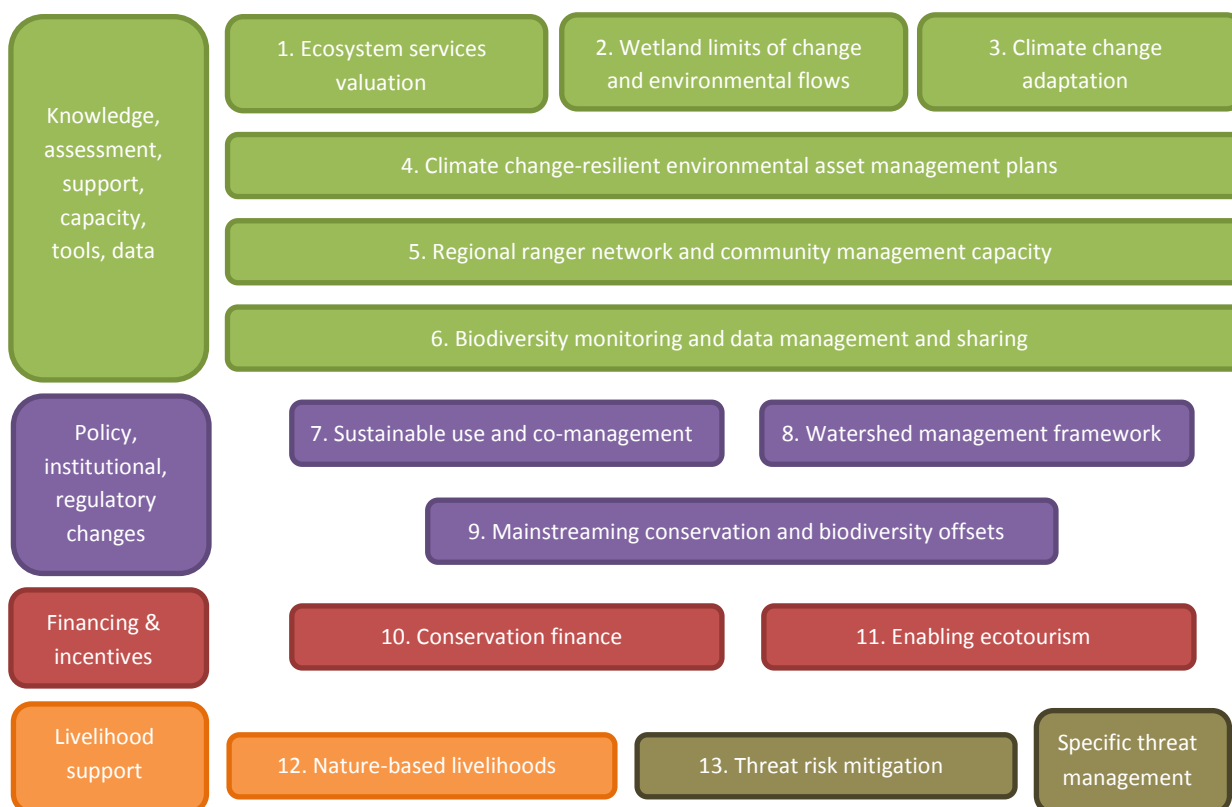 Knowledge,
assessment,
support,
capacity,
tools, data
1. Ecosystem services
valuation
2. Wetland limits of change
and environmental flows
3. Climate change
adaptation
4. Climate change-resilient environmental asset management plans
5. Regional ranger network and community management capacity
6. Biodiversity monitoring and data management and sharing
Policy,
institutional,
regulatory
changes
7. Sustainable use and co-management
8. Watershed management framework
9. Mainstreaming conservation and biodiversity offsets
Financing &
incentives
10. Conservation finance
11. Enabling ecotourism
Livelihood
support
12. Nature-based livelihoods
13. Threat risk mitigation
Specific threat
management